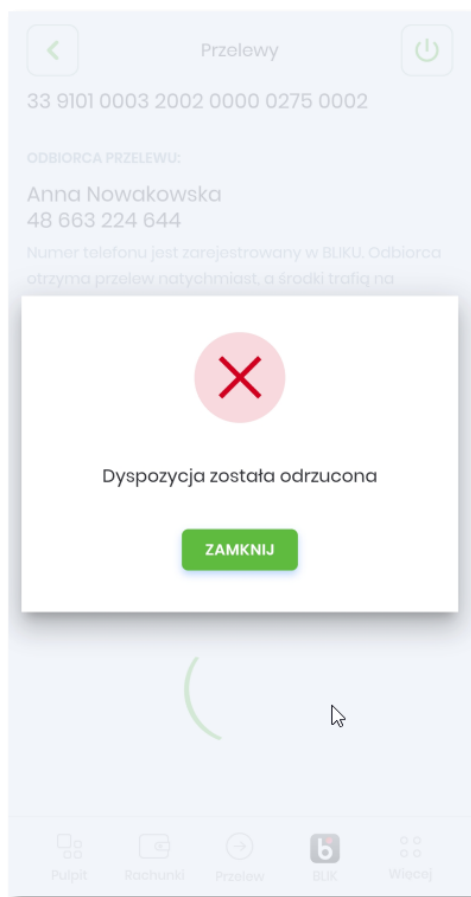 Przelewy
33 9101 0003 2002 0000 0275 0002
ODBIORCA PRZELEWU:
Anna Nowakowska
48 663 224 644
Numer telefonu jest zarejestrowany w BLIKU. Odbiorca
otrzyma przelew natychmiast, a środki trafią na
Dyspozycja została odrzucona
ZAMKNIJ
Pulpit Rachunki Przelew BLIK Więcej